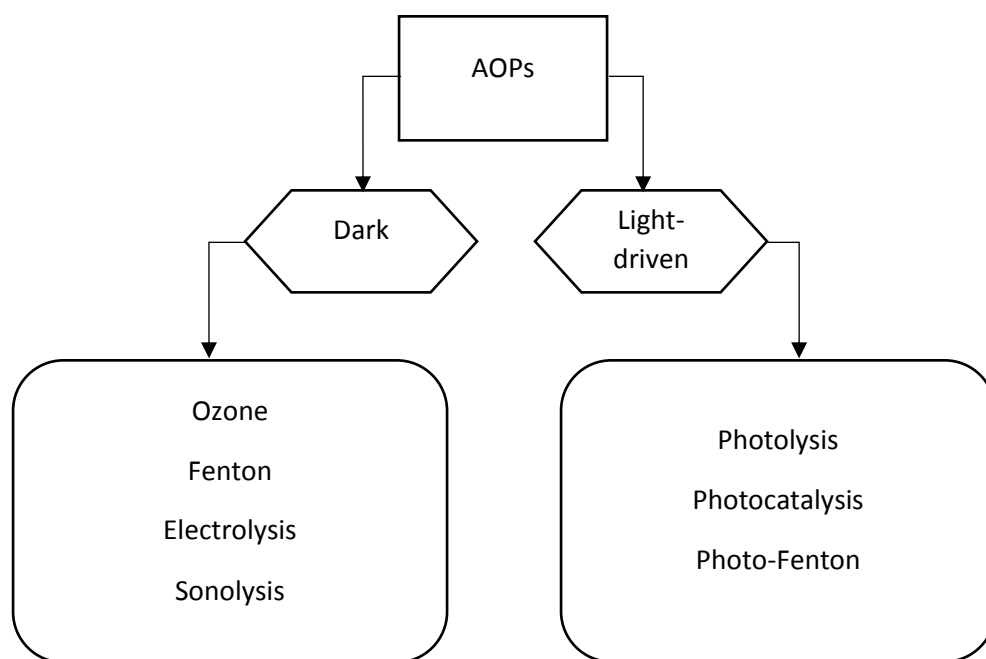 AOPs
Dark
Light-
driven
Ozone
Fenton
Electrolysis
Sonolysis
Photolysis
Photocatalysis
Photo-Fenton